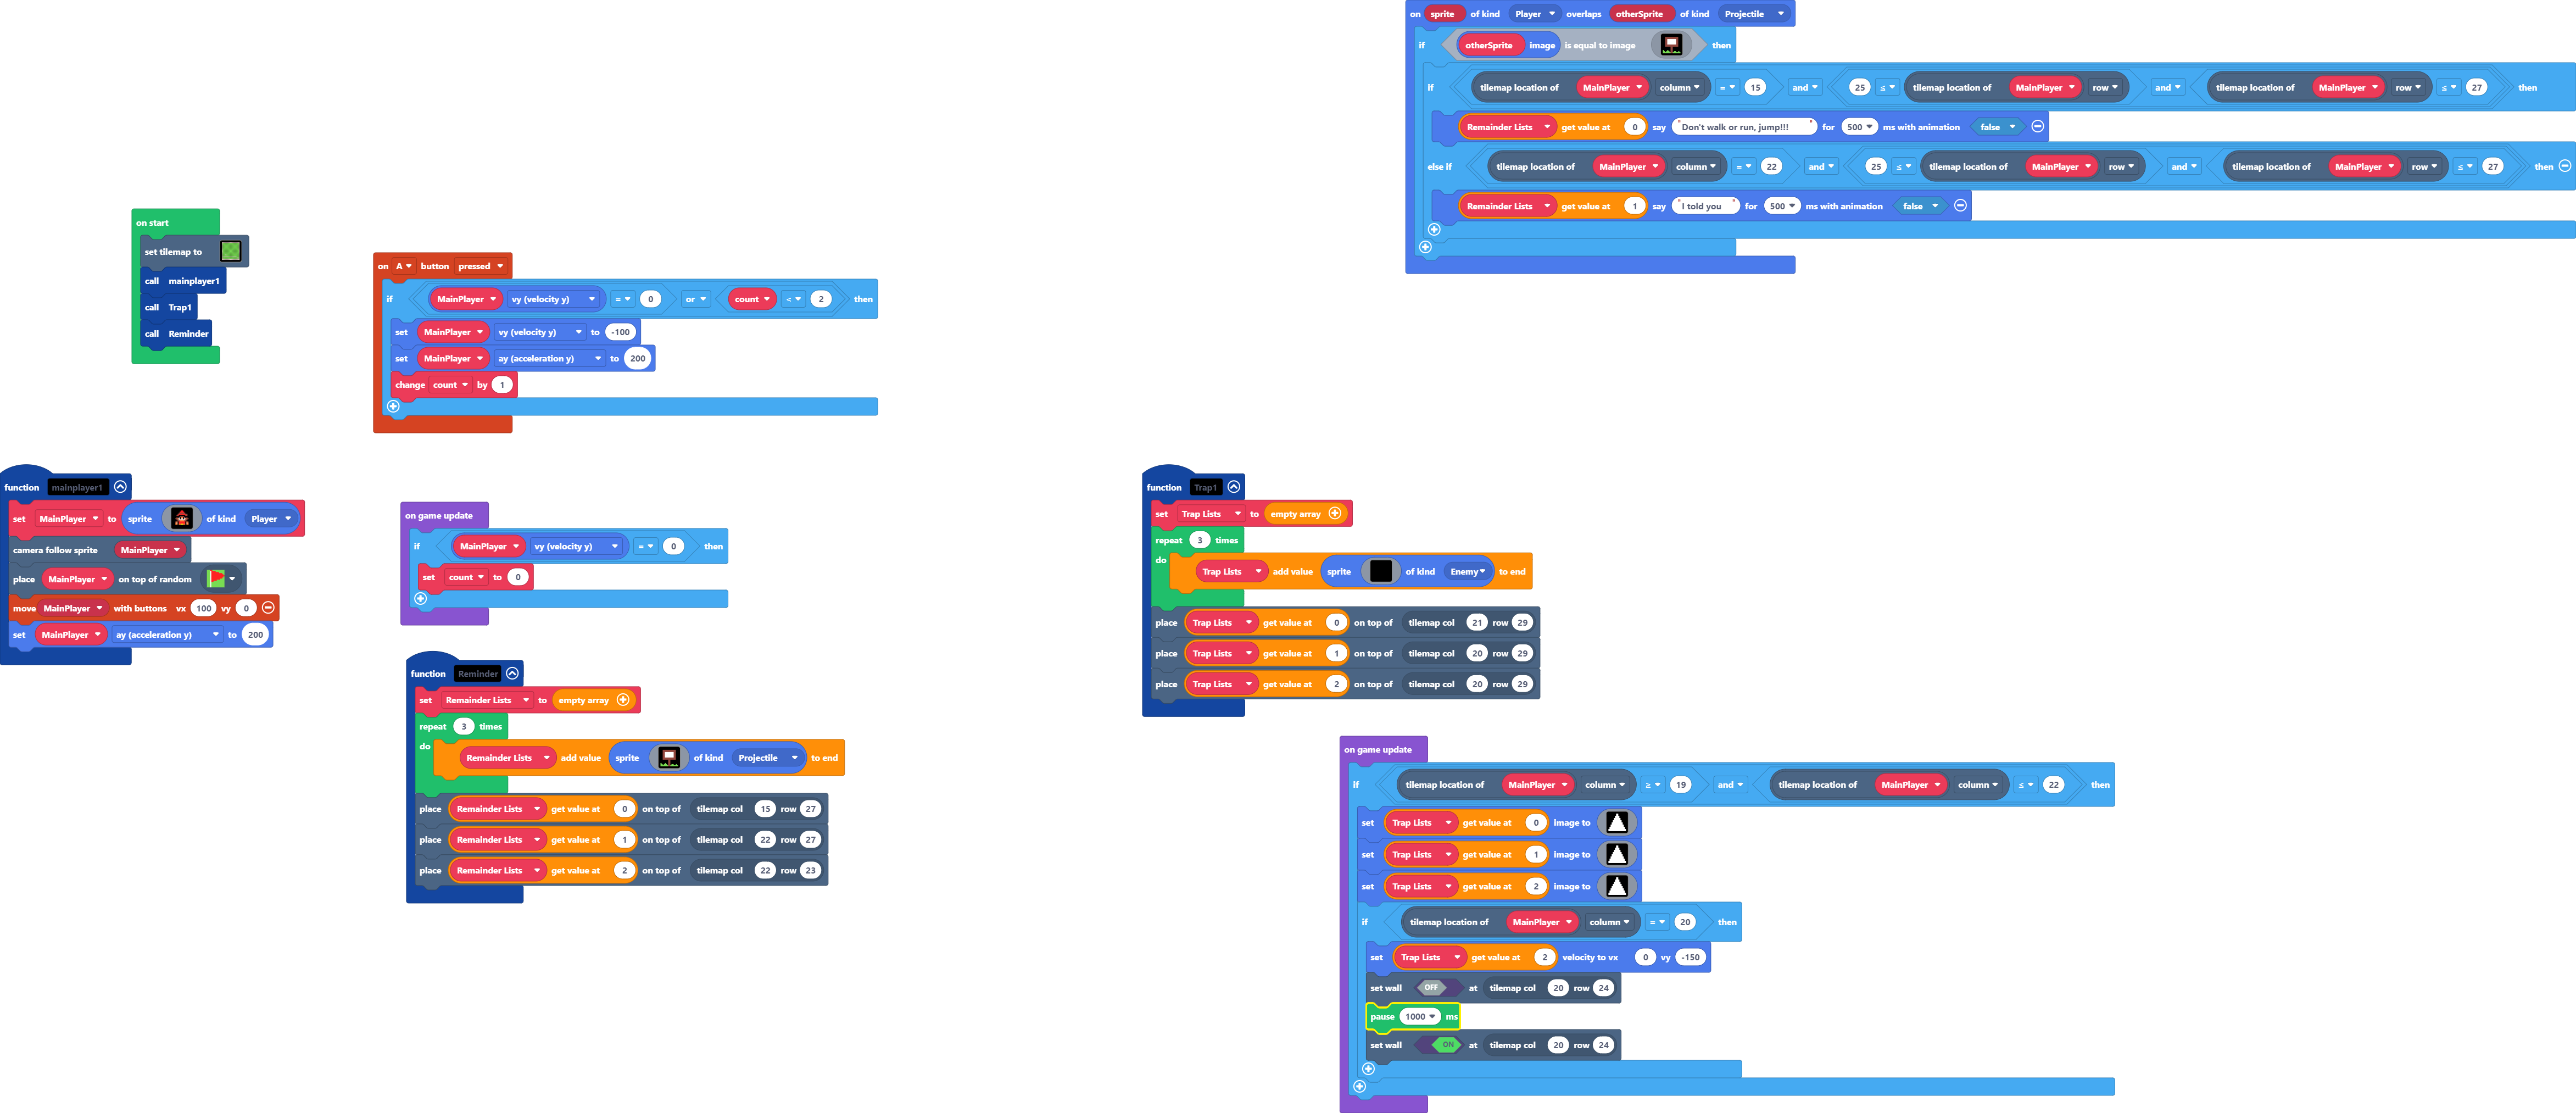 on sprite of kind Player overlaps otherSprite of kind Projectile
if otherSprite image is equal to image then
if tilemap location of MainPlayer column = 15 and 25 ≤ tilemap location of MainPlayer row and tilemap location of MainPlayer row ≤ 27 then
Remainder Lists get value at 0 say "Don't walk or run, jump!!!" for 500 ms with animation false
else if tilemap location of MainPlayer column = 22 and 25 ≤ tilemap location of MainPlayer row and tilemap location of MainPlayer row ≤ 27 then
Remainder Lists get value at 1 say "I told you" for 500 ms with animation false
on start
set tilemap to
call mainplayer1
call Trap1
call Reminder
on A button pressed
if MainPlayer vy (velocity y) = 0 or count < 2 then
set MainPlayer vy (velocity y) to -100
set MainPlayer ay (acceleration y) to 200
change count by 1
function mainplayer1
set MainPlayer to sprite of kind Player
camera follow sprite MainPlayer
place MainPlayer on top of random
move MainPlayer with buttons vx 100 vy 0
set MainPlayer ay (acceleration y) to 200
on game update
if MainPlayer vy (velocity y) = 0 then
set count to 0
function Reminder
set Remainder Lists to empty array
repeat 3 times
do Remainder Lists add value sprite of kind Projectile to end
place Remainder Lists get value at 0 on top of tilemap col 15 row 27
place Remainder Lists get value at 1 on top of tilemap col 22 row 27
place Remainder Lists get value at 2 on top of tilemap col 22 row 23
function Trap1
set Trap Lists to empty array
repeat 3 times
do Trap Lists add value sprite of kind Enemy to end
place Trap Lists get value at 0 on top of tilemap col 21 row 29
place Trap Lists get value at 1 on top of tilemap col 20 row 29
place Trap Lists get value at 2 on top of tilemap col 20 row 29
on game update
if tilemap location of MainPlayer column ≥ 19 and tilemap location of MainPlayer column ≤ 22 then
set Trap Lists get value at 0 image to
set Trap Lists get value at 1 image to
set Trap Lists get value at 2 image to
if tilemap location of MainPlayer column = 20 then
set Trap Lists get value at 2 velocity to vx 0 vy -150
set wall OFF at tilemap col 20 row 24
pause 1000 ms
set wall ON at tilemap col 20 row 24